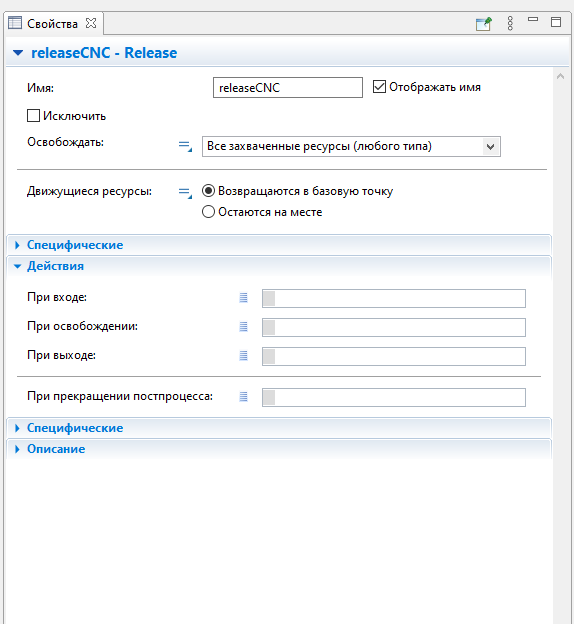 Свойства
releaseCNC - Release
Имя: releaseCNC Отображать имя
Исключить
Освобождать: Все захваченные ресурсы (любого типа)
Движущиеся ресурсы: Возвращаются в базовую точку
Остаются на месте
Специфические
Действия
При входе:
При освобождении:
При выходе:
При прекращении постпроцесса:
Специфические
Описание